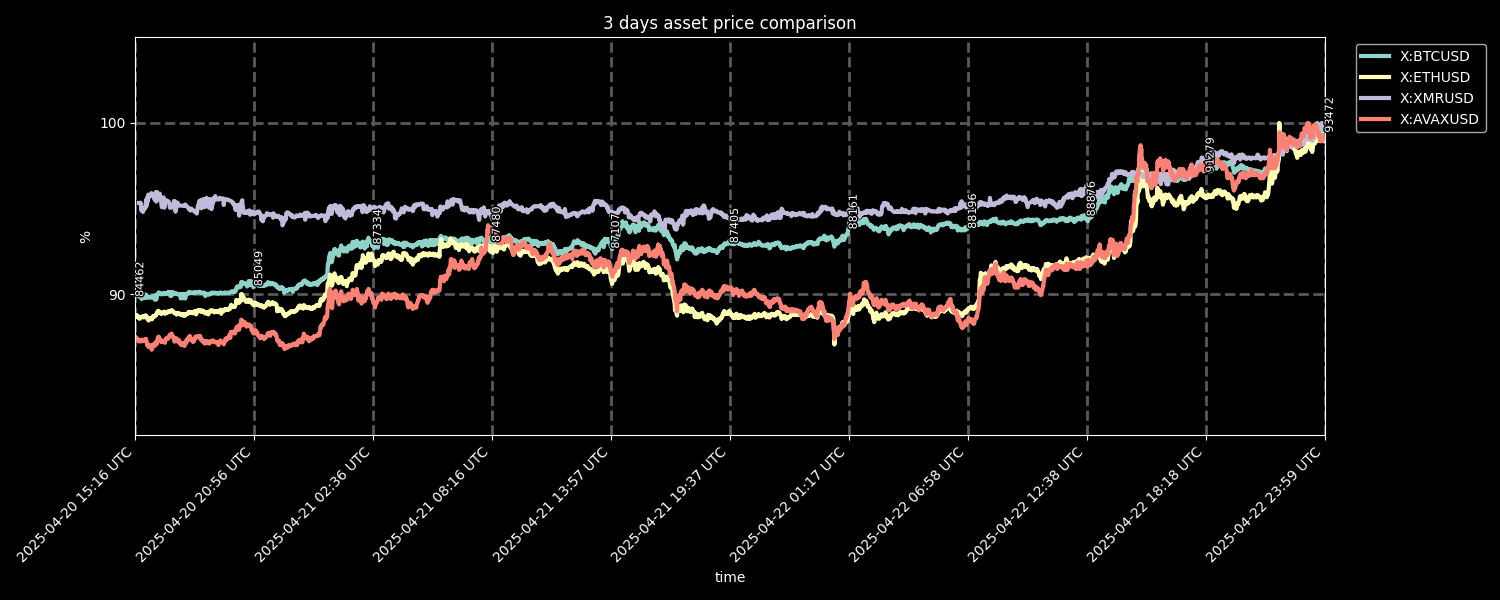 3 days asset price comparison
X:BTCUSD
X:ETHUSD
X:XMRUSD
X:AVAXUSD
100
90
%
84462
85049
87334
87480
87107
87405
88161
88196
88876
91279
93472
2025-04-20 15:16 UTC
2025-04-20 20:56 UTC
2025-04-21 02:36 UTC
2025-04-21 08:16 UTC
2025-04-21 13:57 UTC
2025-04-21 19:37 UTC
2025-04-22 01:17 UTC
2025-04-22 06:58 UTC
2025-04-22 12:38 UTC
2025-04-22 18:18 UTC
2025-04-22 23:59 UTC
time